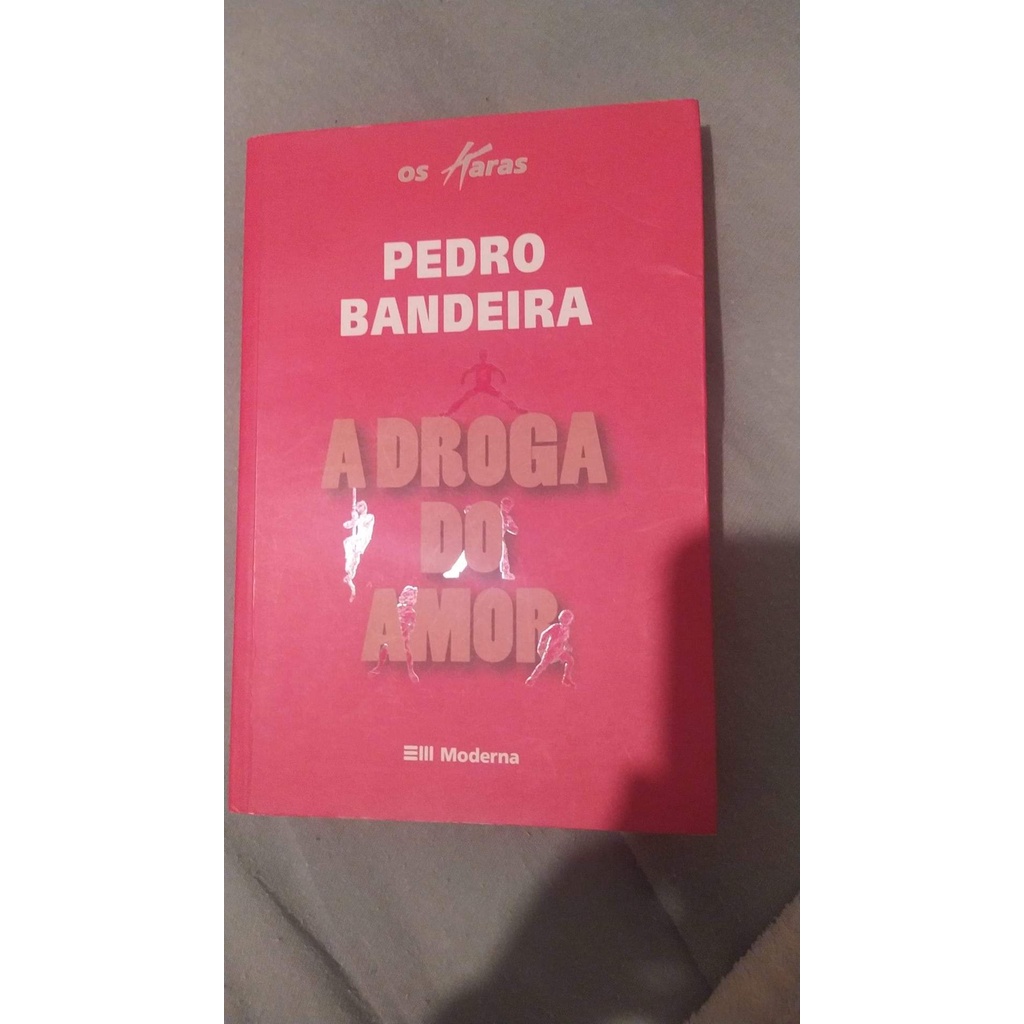 os Karas
PEDRO
BANDEIRA
A DROGA
DO
AMOR
Moderna